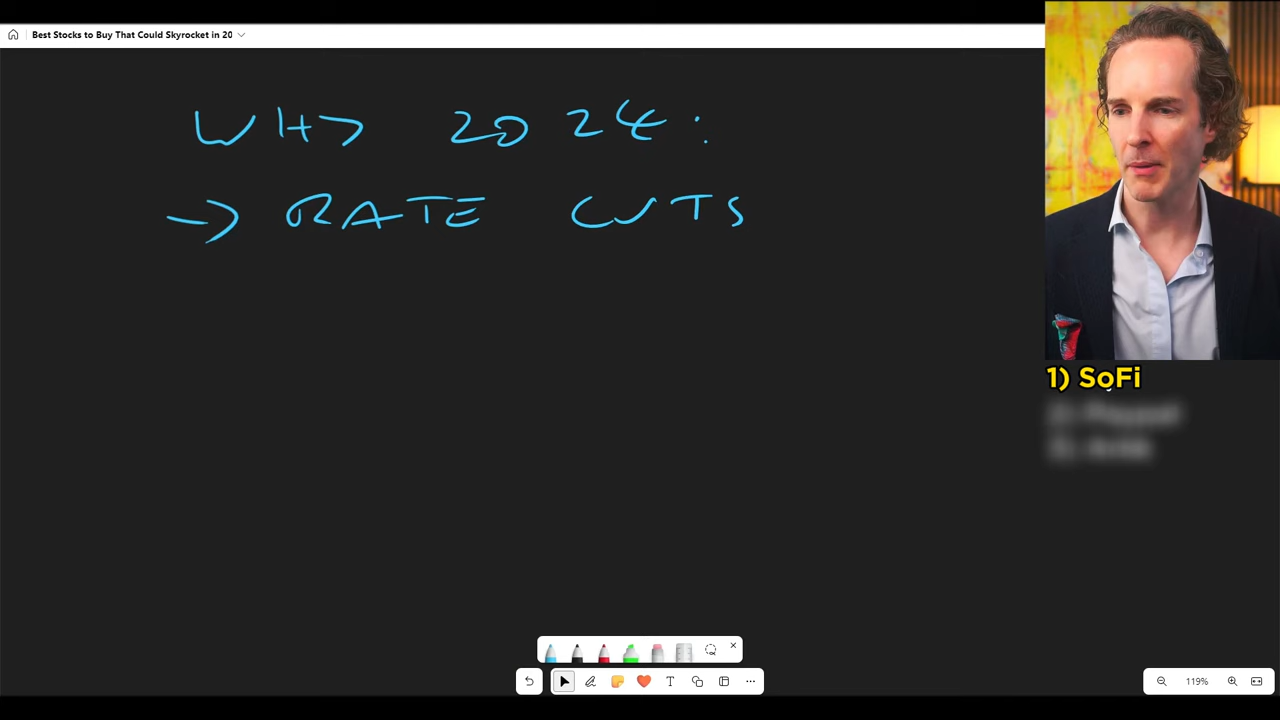 Best Stocks to Buy That Could Skyrocket in 20
WHY 2024:
→ RATE CUTS
1) SoFi
T
119%